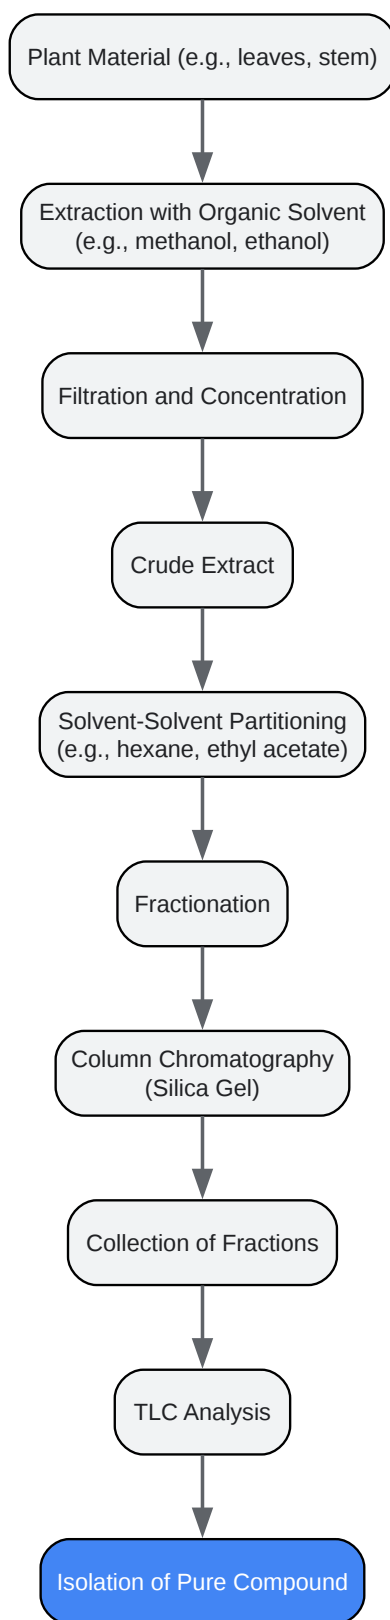 Plant Material (e.g., leaves, stem)
Extraction with Organic Solvent
(e.g., methanol, ethanol)
Filtration and Concentration
Crude Extract
Solvent-Solvent Partitioning
(e.g., hexane, ethyl acetate)
Fractionation
Column Chromatography
(Silica Gel)
Collection of Fractions
TLC Analysis
Isolation of Pure Compound